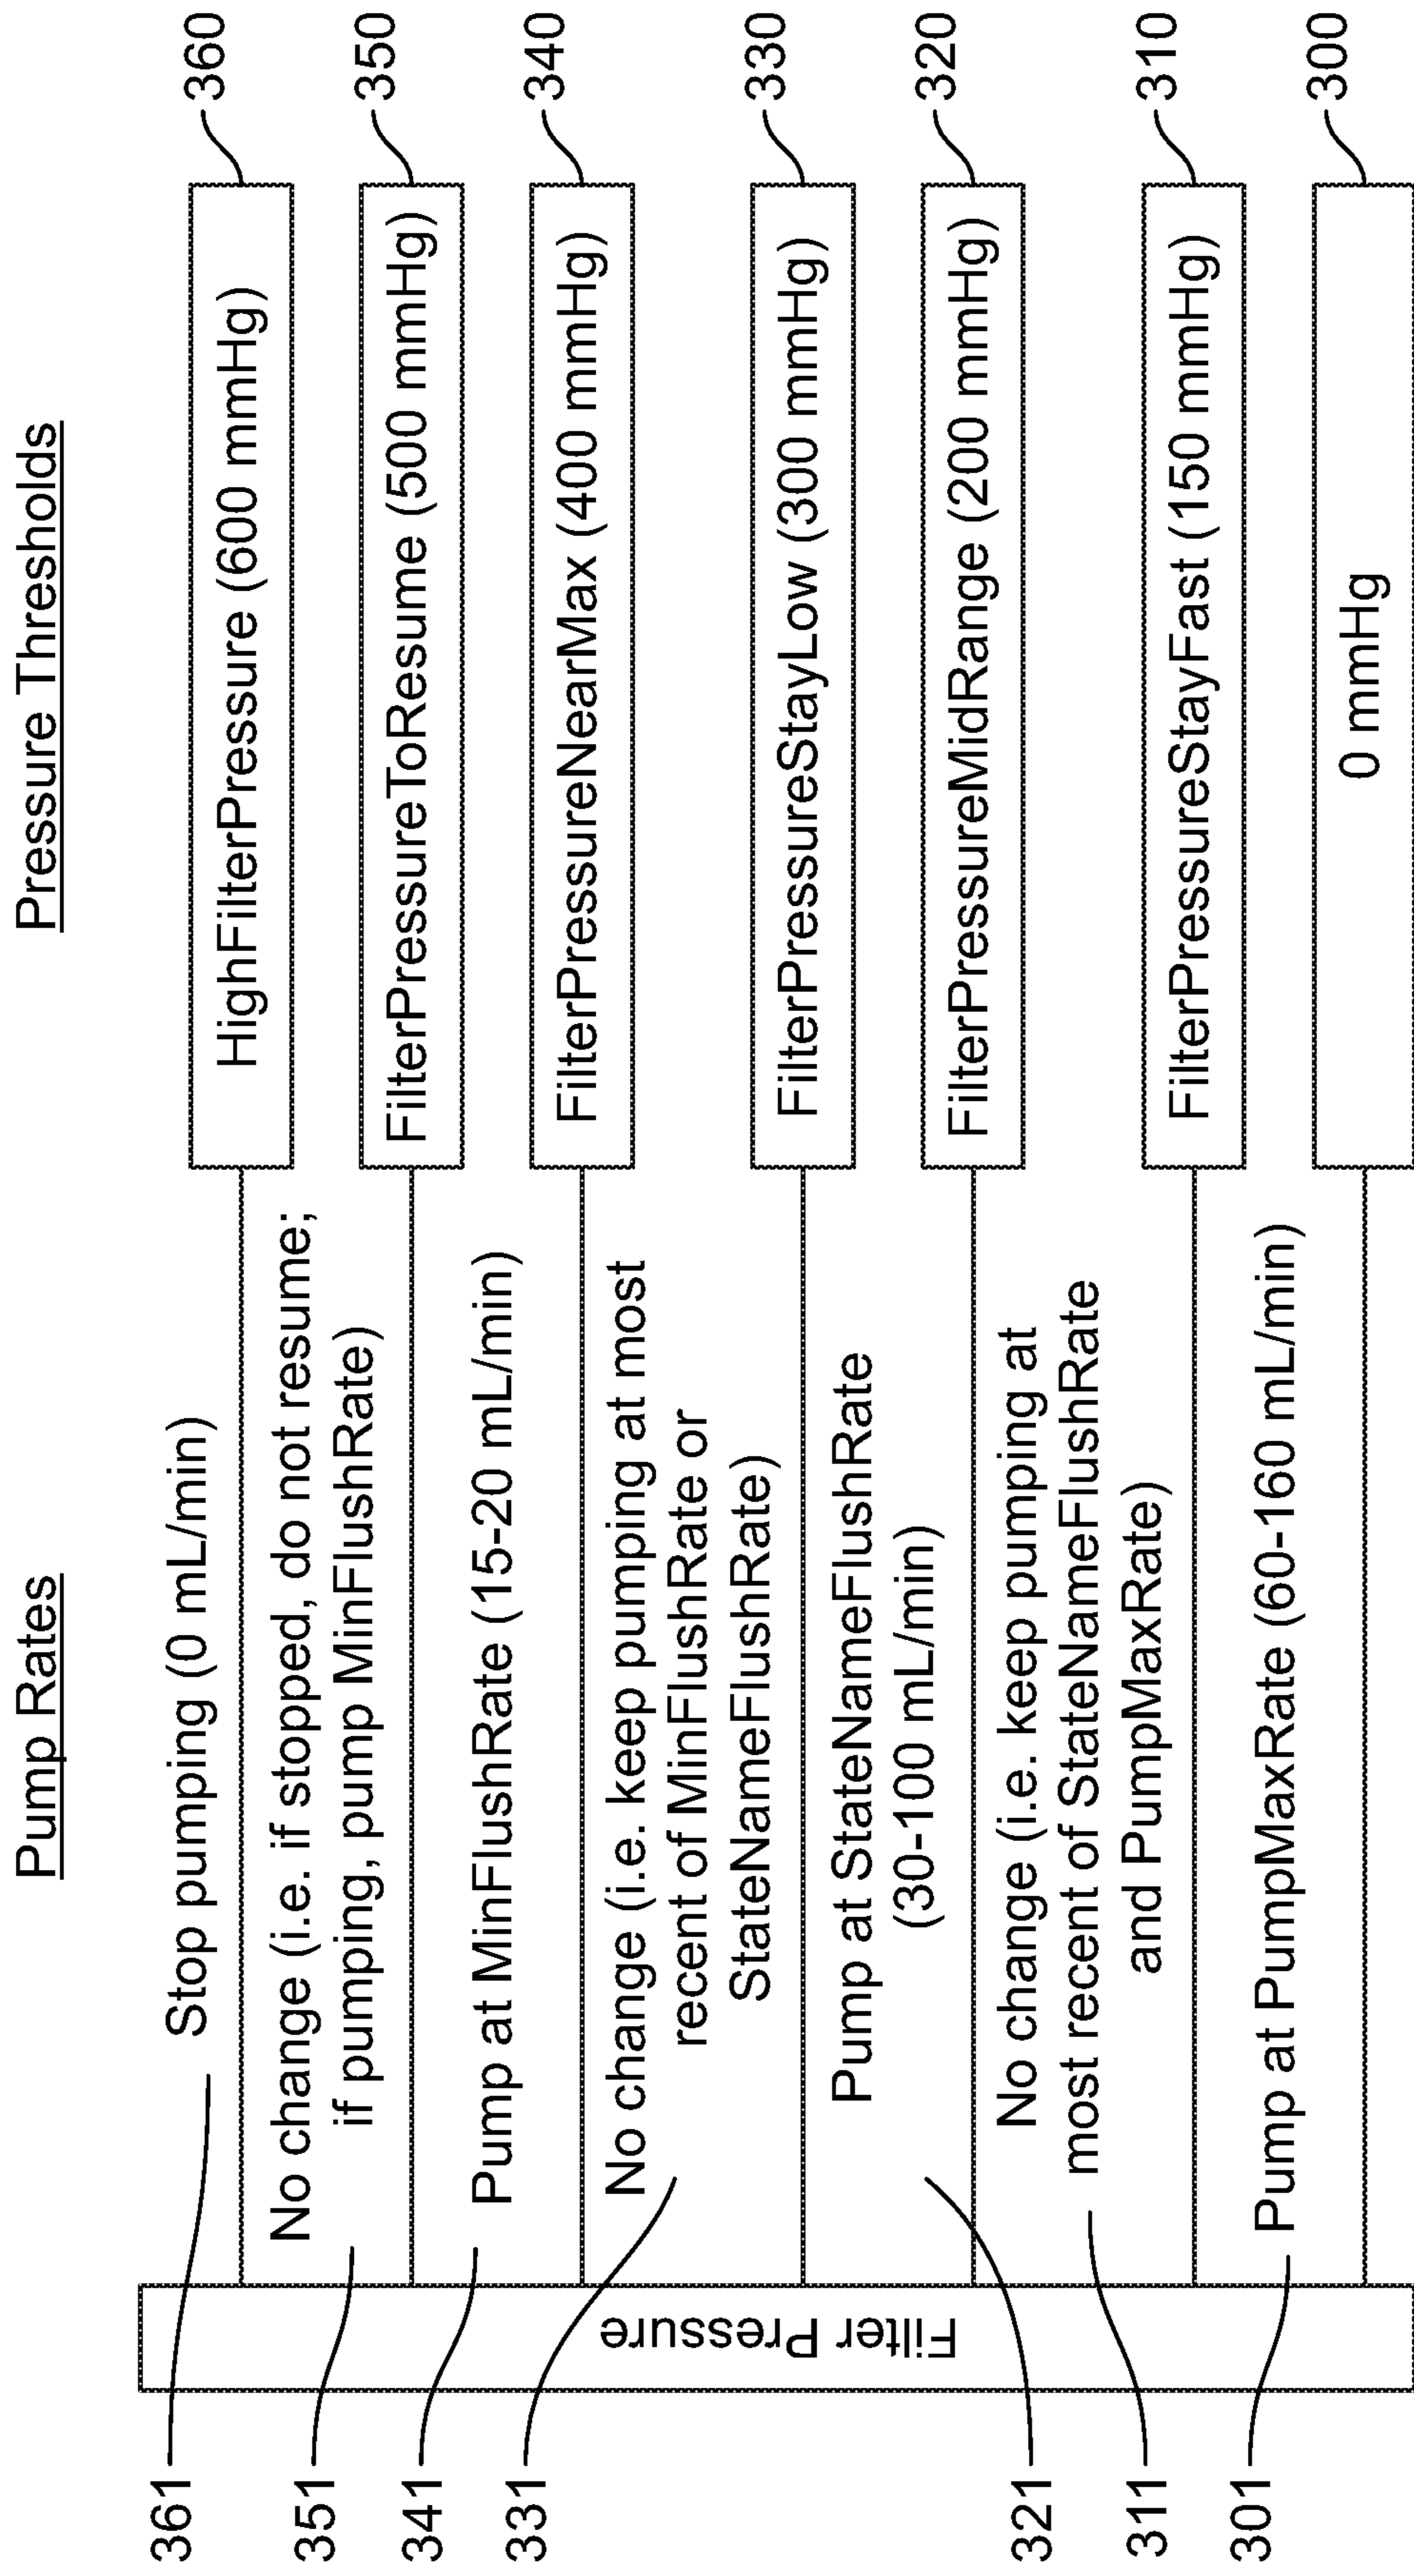 Pump Rates
Pressure Thresholds
361
Stop pumping (0 mL/min)
HighFilterPressure (600 mmHg)
360
351
No change (i.e. if stopped, do not resume;
if pumping, pump MinFlushRate)
FilterPressureToResume (500 mmHg)
350
341
Pump at MinFlushRate (15-20 mL/min)
FilterPressureNearMax (400 mmHg)
340
331
No change (i.e. keep pumping at most
recent of MinFlushRate or
StateNameFlushRate)
FilterPressureStayLow (300 mmHg)
330
321
Pump at StateNameFlushRate
(30-100 mL/min)
FilterPressureMidRange (200 mmHg)
320
311
No change (i.e. keep pumping at
most recent of StateNameFlushRate
and PumpMaxRate)
FilterPressureStayFast (150 mmHg)
310
301
Pump at PumpMaxRate (60-160 mL/min)
0 mmHg
300
Filter Pressure